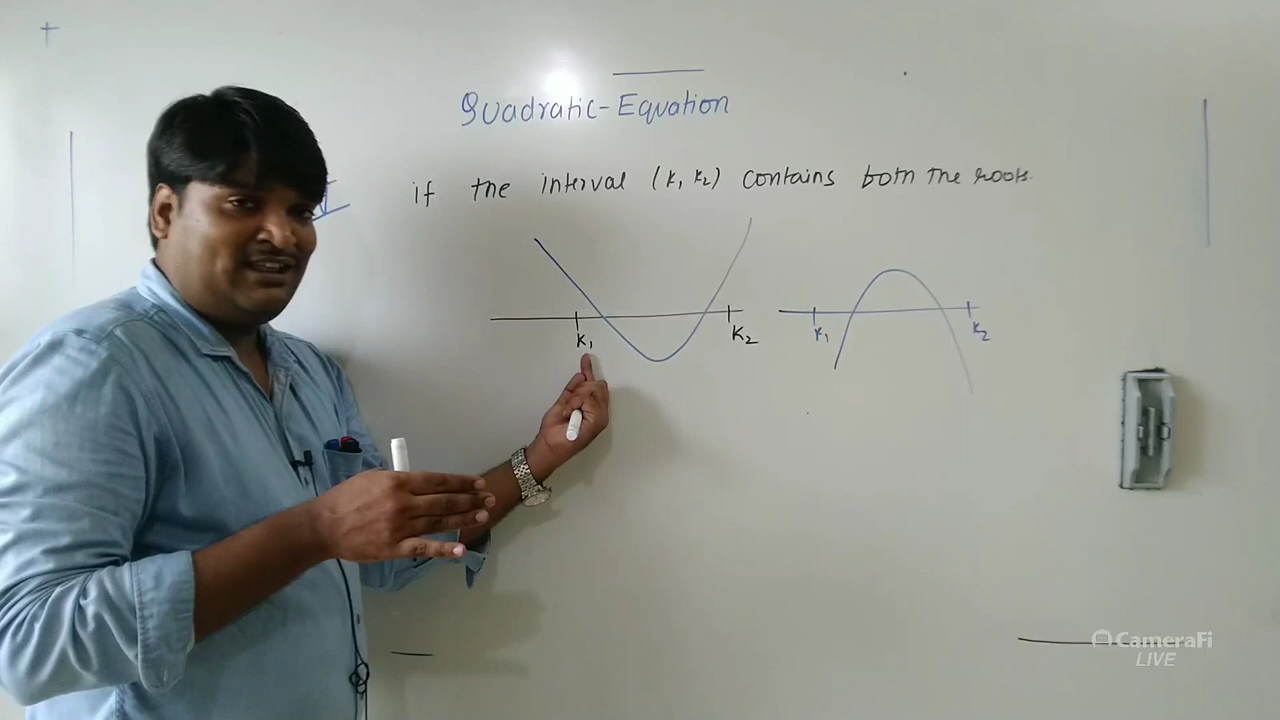 Quadratic-Equation
if the interval (K, K2) contains both the roots.
K1
K2
K1
K2
CameraFi
LIVE